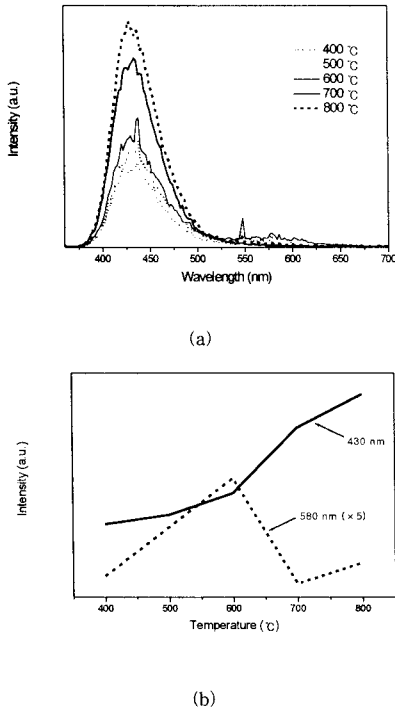 Intensity (a.u.)
400 ℃
500 ℃
600 ℃
700 ℃
800 ℃
400
450
500
550
600
650
700
Wavelength (nm)
(a)
Intensity (a.u.)
430 nm
580 nm (× 5)
400
500
600
700
800
Temperature (℃)
(b)